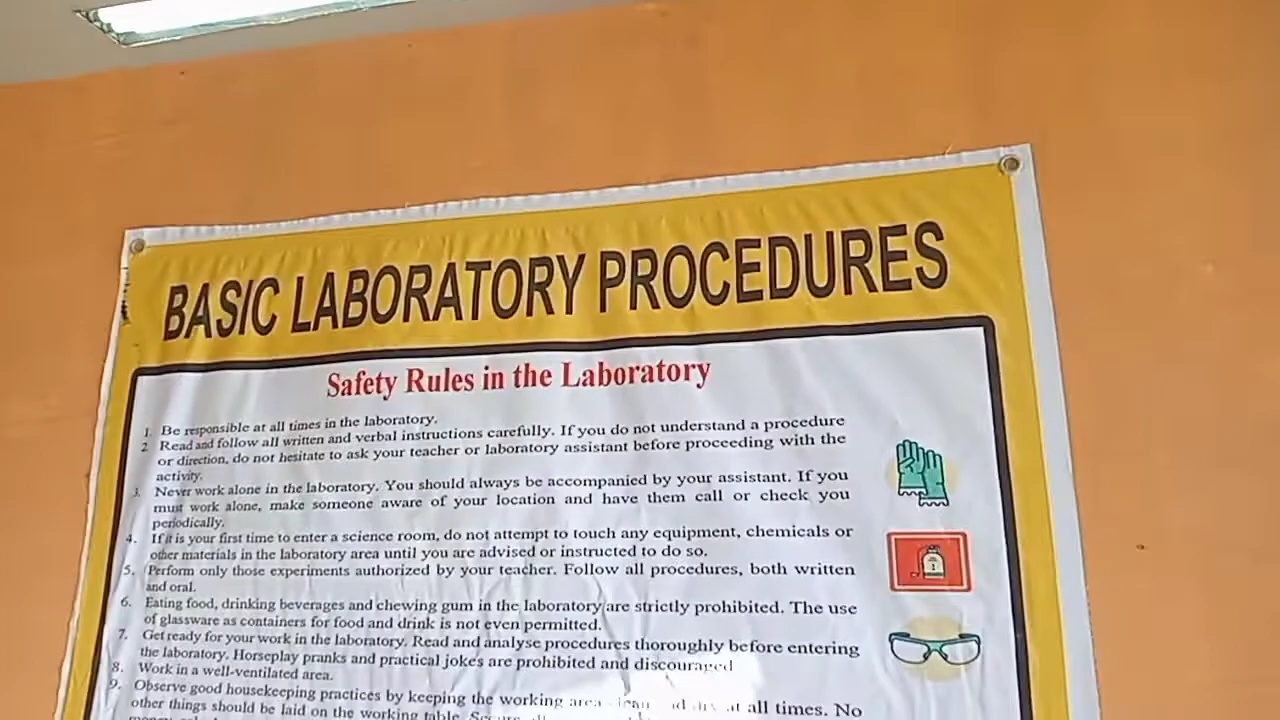 BASIC LABORATORY PROCEDURES
Safety Rules in the Laboratory
1. Be responsible at all times in the laboratory.
2. Read and follow all written and verbal instructions carefully. If you do not understand a procedure
or direction, do not hesitate to ask your teacher or laboratory assistant before proceeding with the
activity.
3. Never work alone in the laboratory. You should always be accompanied by your assistant. If you
must work alone, make someone aware of your location and have them call or check you
periodically.
4. If it is your first time to enter a science room, do not attempt to touch any equipment, chemicals or
other materials in the laboratory area until you are advised or instructed to do so.
5. Perform only those experiments authorized by your teacher. Follow all procedures, both written
and oral.
6. Eating food, drinking beverages and chewing gum in the laboratory are strictly prohibited. The use
of glassware as containers for food and drink is not even permitted.
7. Get ready for your work in the laboratory. Read and analyse procedures thoroughly before entering
the laboratory. Horseplay pranks and practical jokes are prohibited and discouraged
8. Work in a well-ventilated area.
9. Observe good housekeeping practices by keeping the working area clean and dry at all times. No
other things should be laid on the working table.